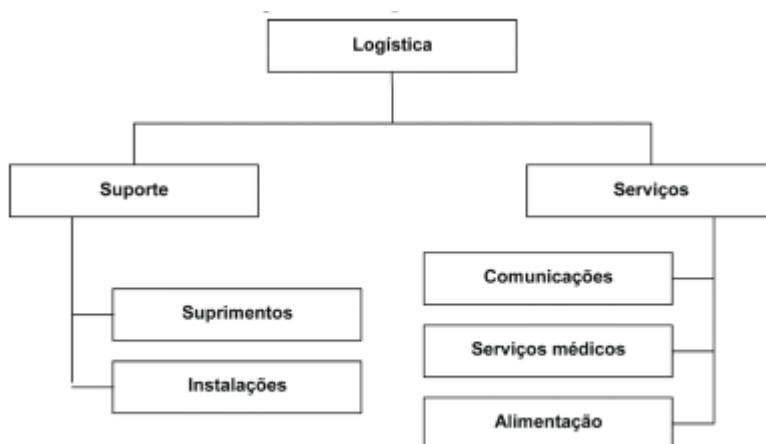 Logística
Suporte
Serviços
Comunicações
Suprimentos
Serviços médicos
Instalações
Alimentação